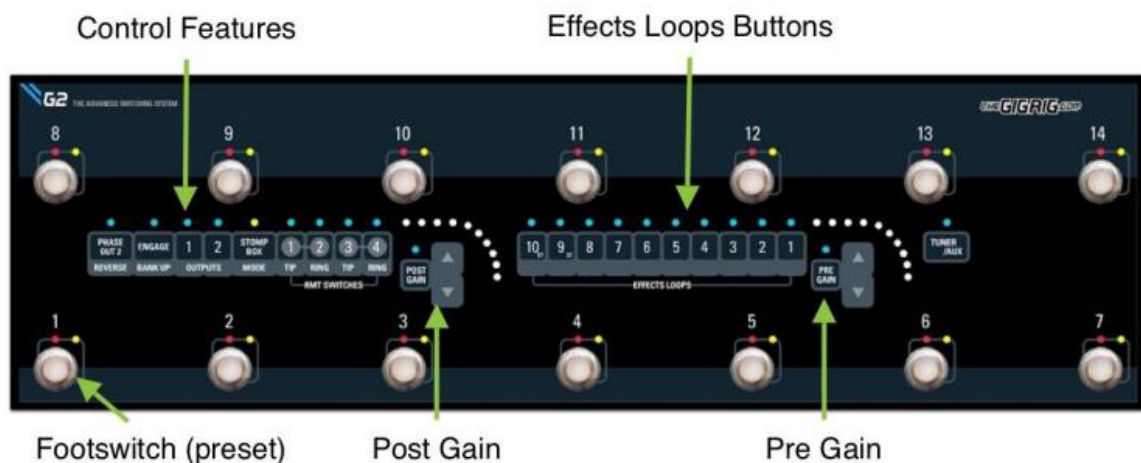 Control Features
Effects Loops Buttons
G2 THE ADVANCED SWITCHING SYSTEM
THEGIGRIG.COM
8 9 10 11 12 13 14
PHASE OUT 2 ENGAGE 1 2 STOMP BOX 1 2 3 4
REVERSE BANK UP OUTPUTS MODE TIP RING TIP RING
RMT SWITCHES
POST GAIN
10 9 8 7 6 5 4 3 2 1
EFFECTS LOOPS
PRE GAIN
TUNER /AUX
1 2 3 4 5 6 7
Footswitch (preset)
Post Gain
Pre Gain